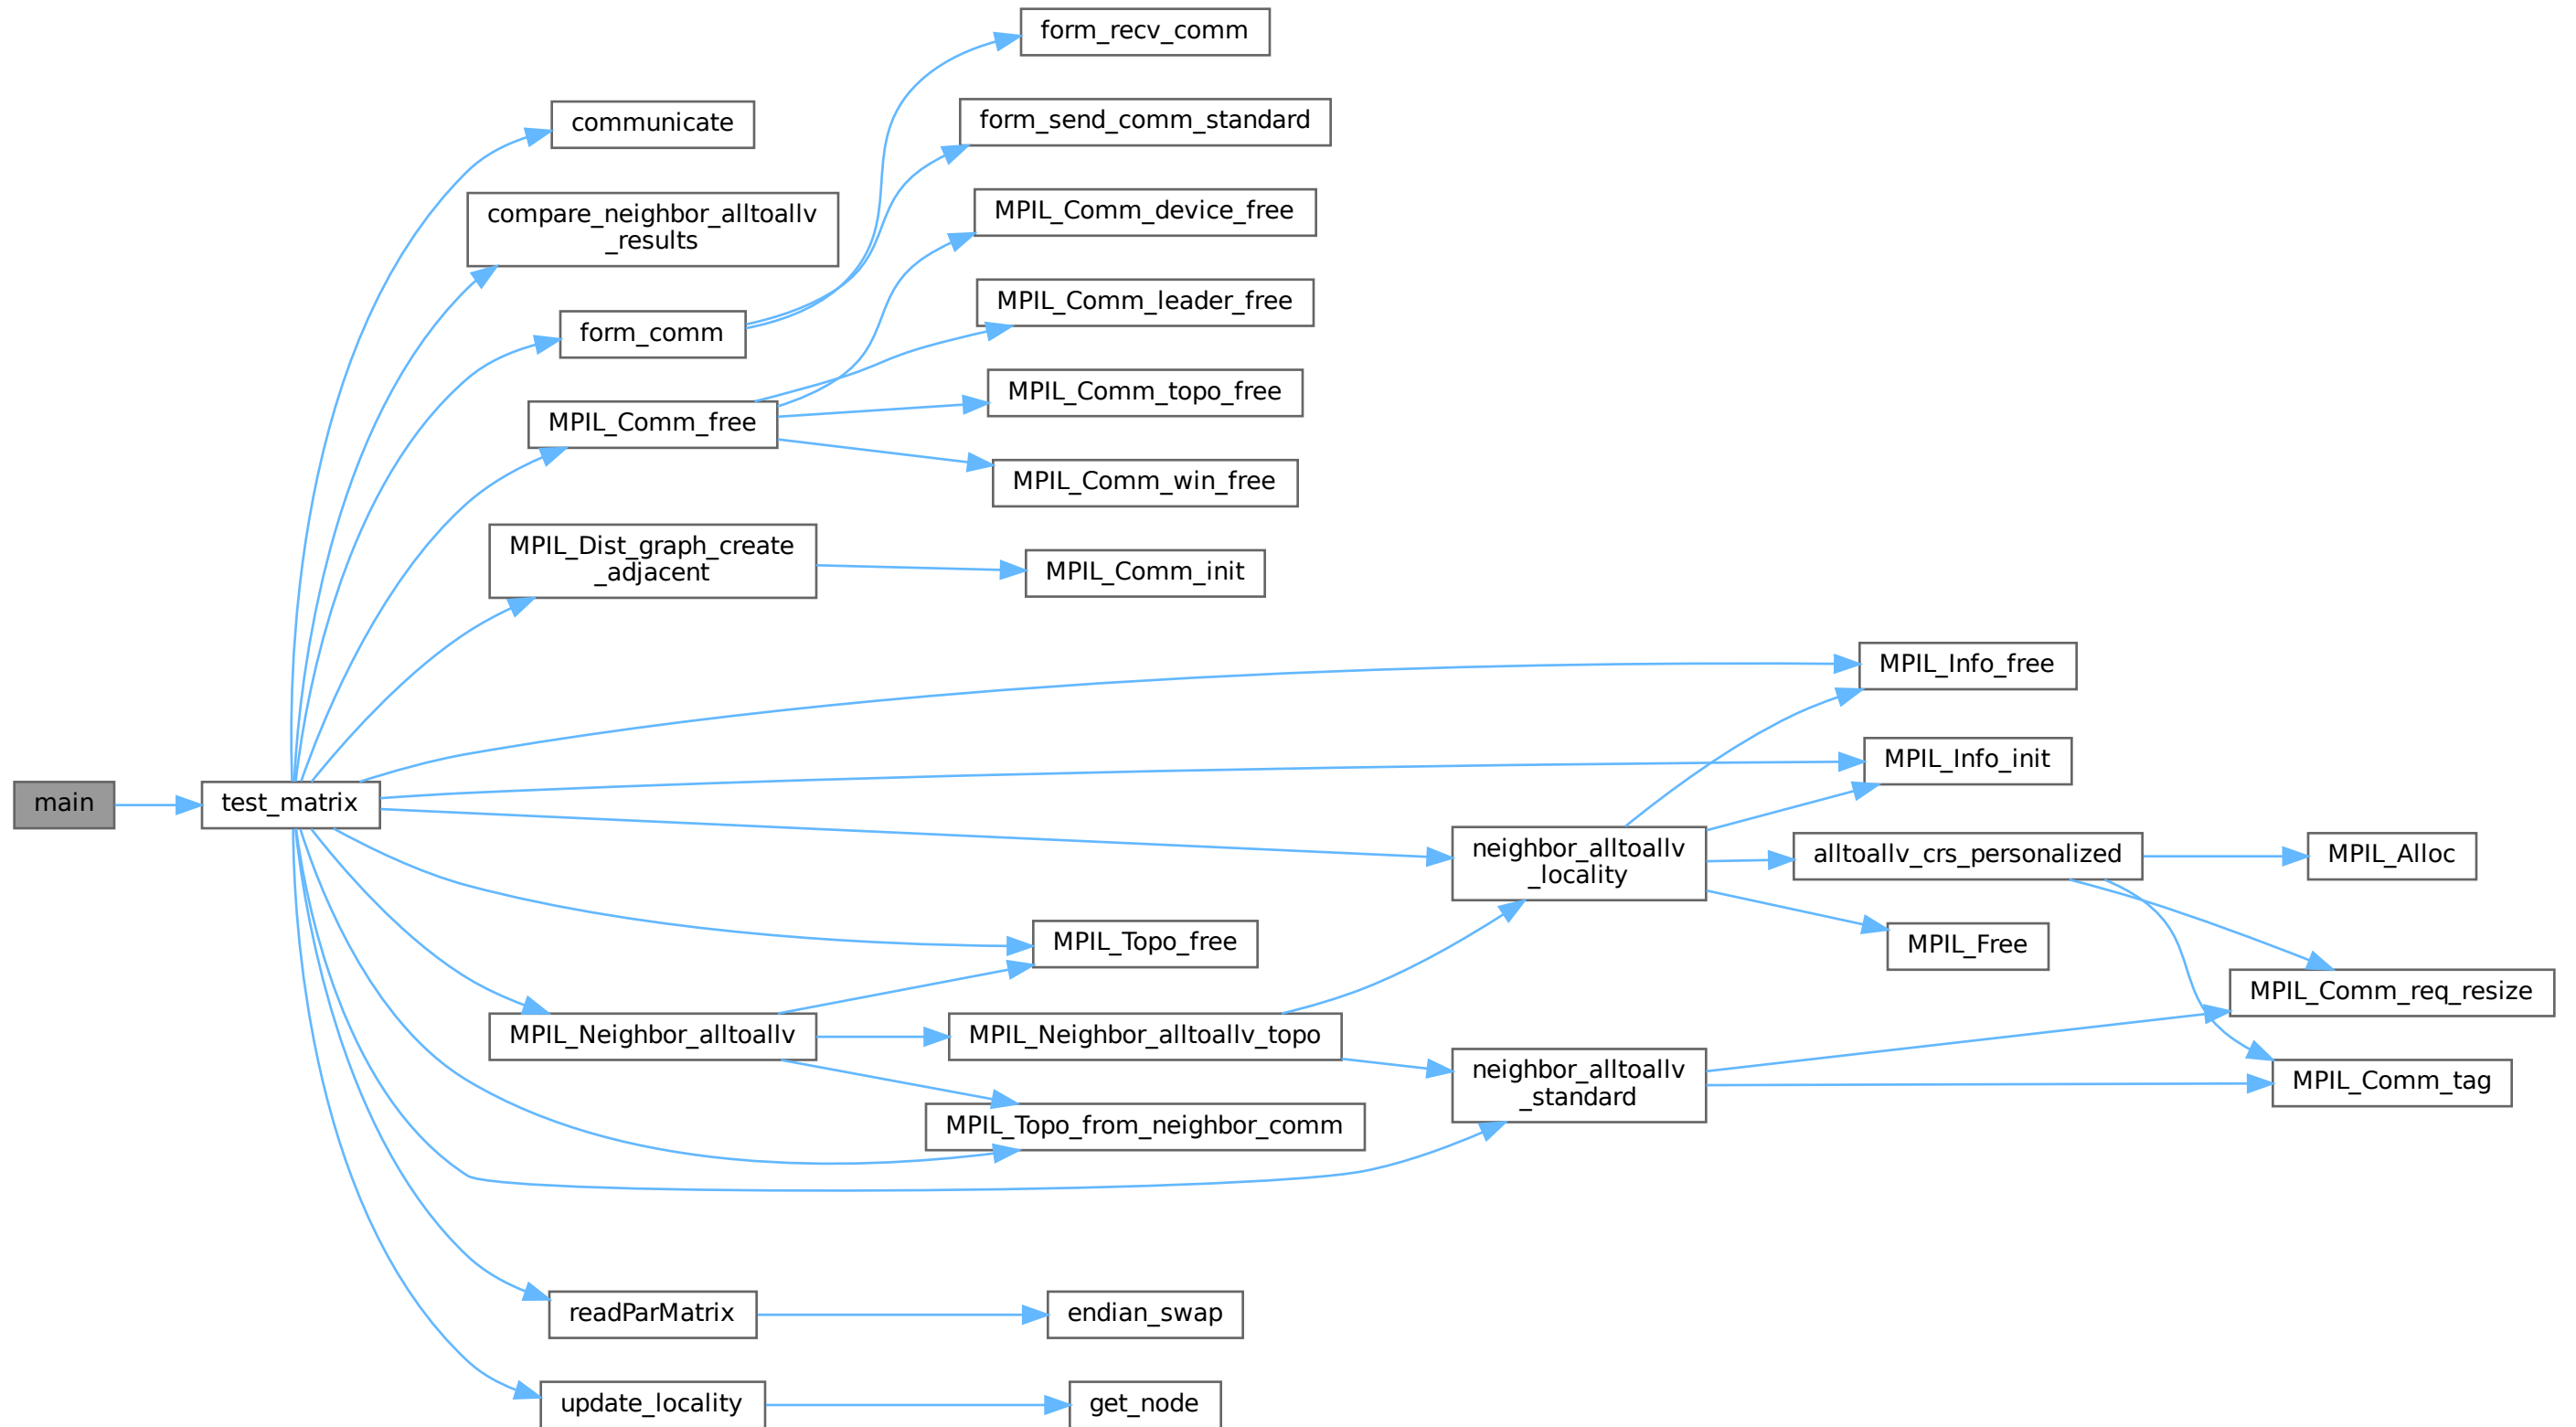 form_recv_comm
communicate
form_send_comm_standard
compare_neighbor_alltoallv
_results
MPIL_Comm_device_free
MPIL_Comm_leader_free
form_comm
MPIL_Comm_topo_free
MPIL_Comm_free
MPIL_Comm_win_free
MPIL_Dist_graph_create
_adjacent
MPIL_Comm_init
MPIL_Info_free
MPIL_Info_init
main
test_matrix
neighbor_alltoallv
_locality
alltoallv_crs_personalized
MPIL_Alloc
MPIL_Topo_free
MPIL_Free
MPIL_Comm_req_resize
MPIL_Neighbor_alltoallv
MPIL_Neighbor_alltoallv_topo
neighbor_alltoallv
_standard
MPIL_Comm_tag
MPIL_Topo_from_neighbor_comm
readParMatrix
endian_swap
update_locality
get_node